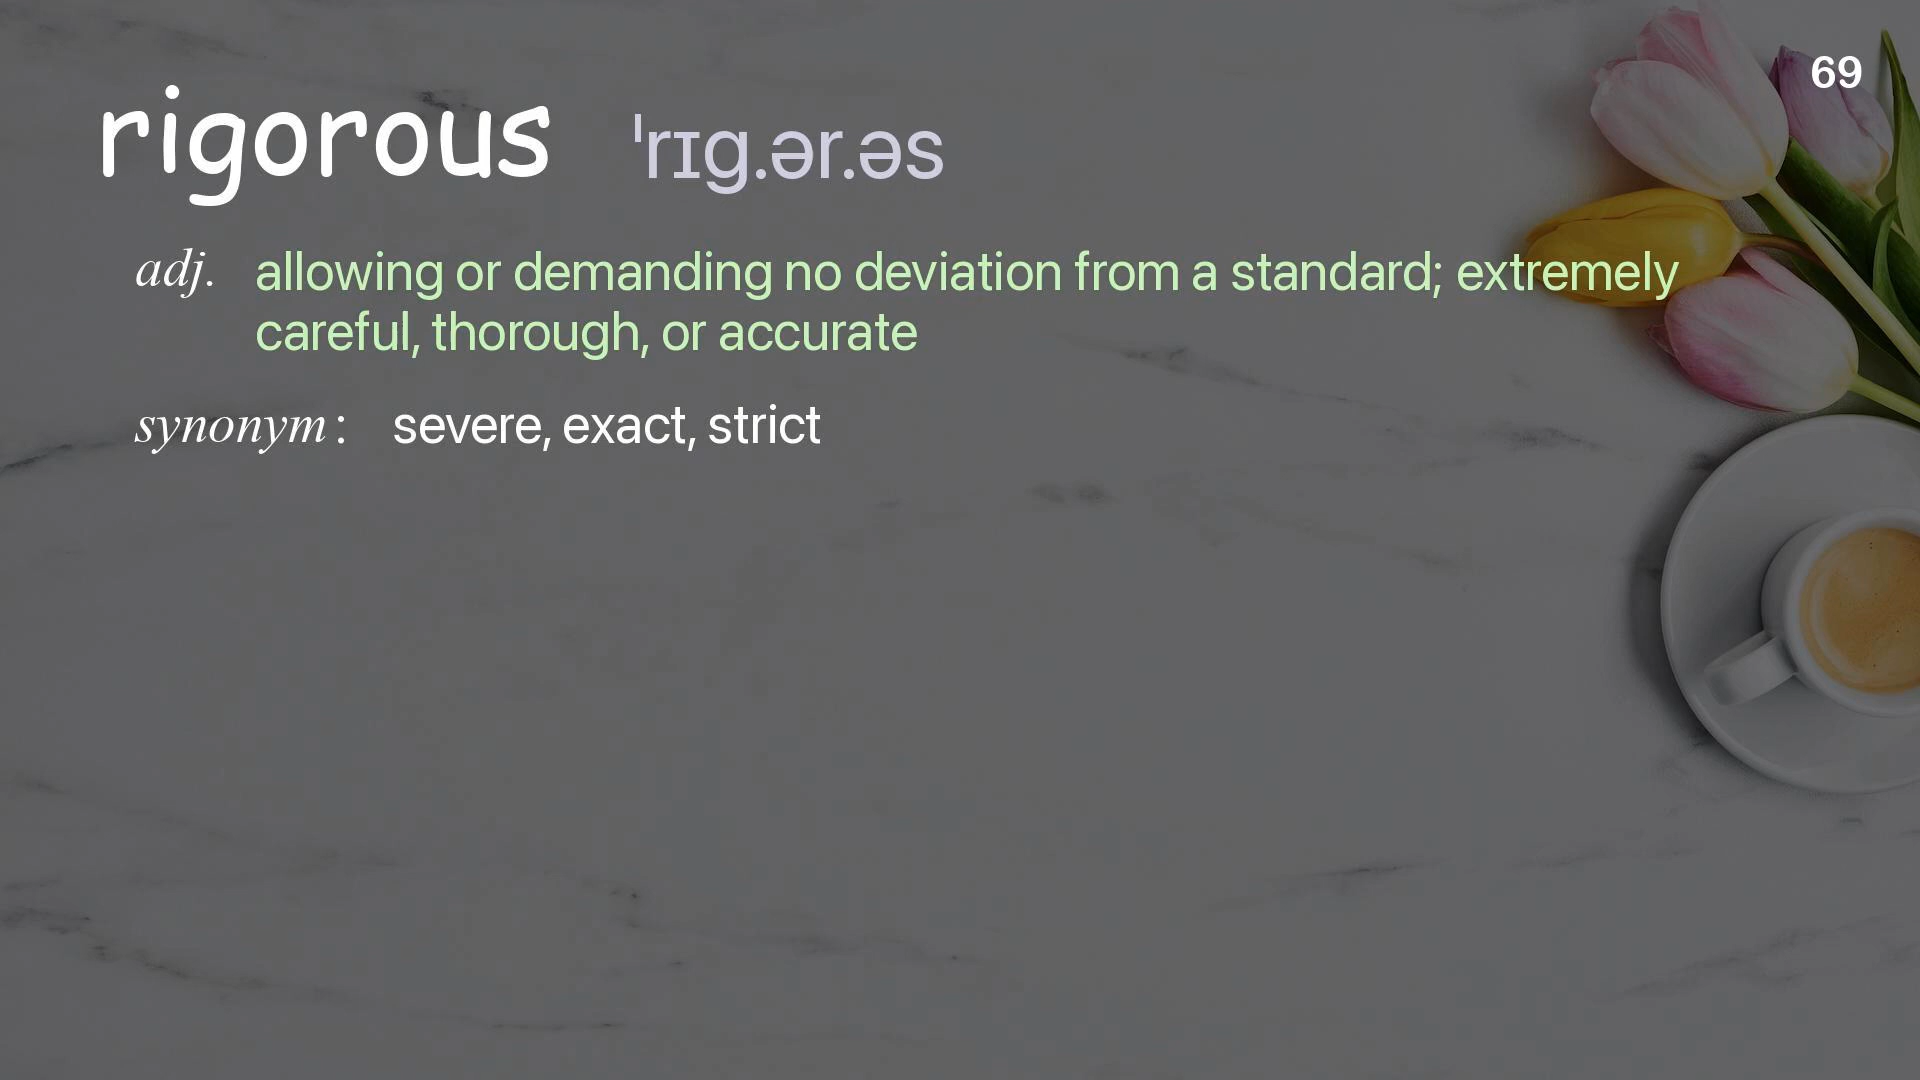 69
rigorous ˈrɪg.ər.əs
adj. allowing or demanding no deviation from a standard; extremely
careful, thorough, or accurate
synonym: severe, exact, strict